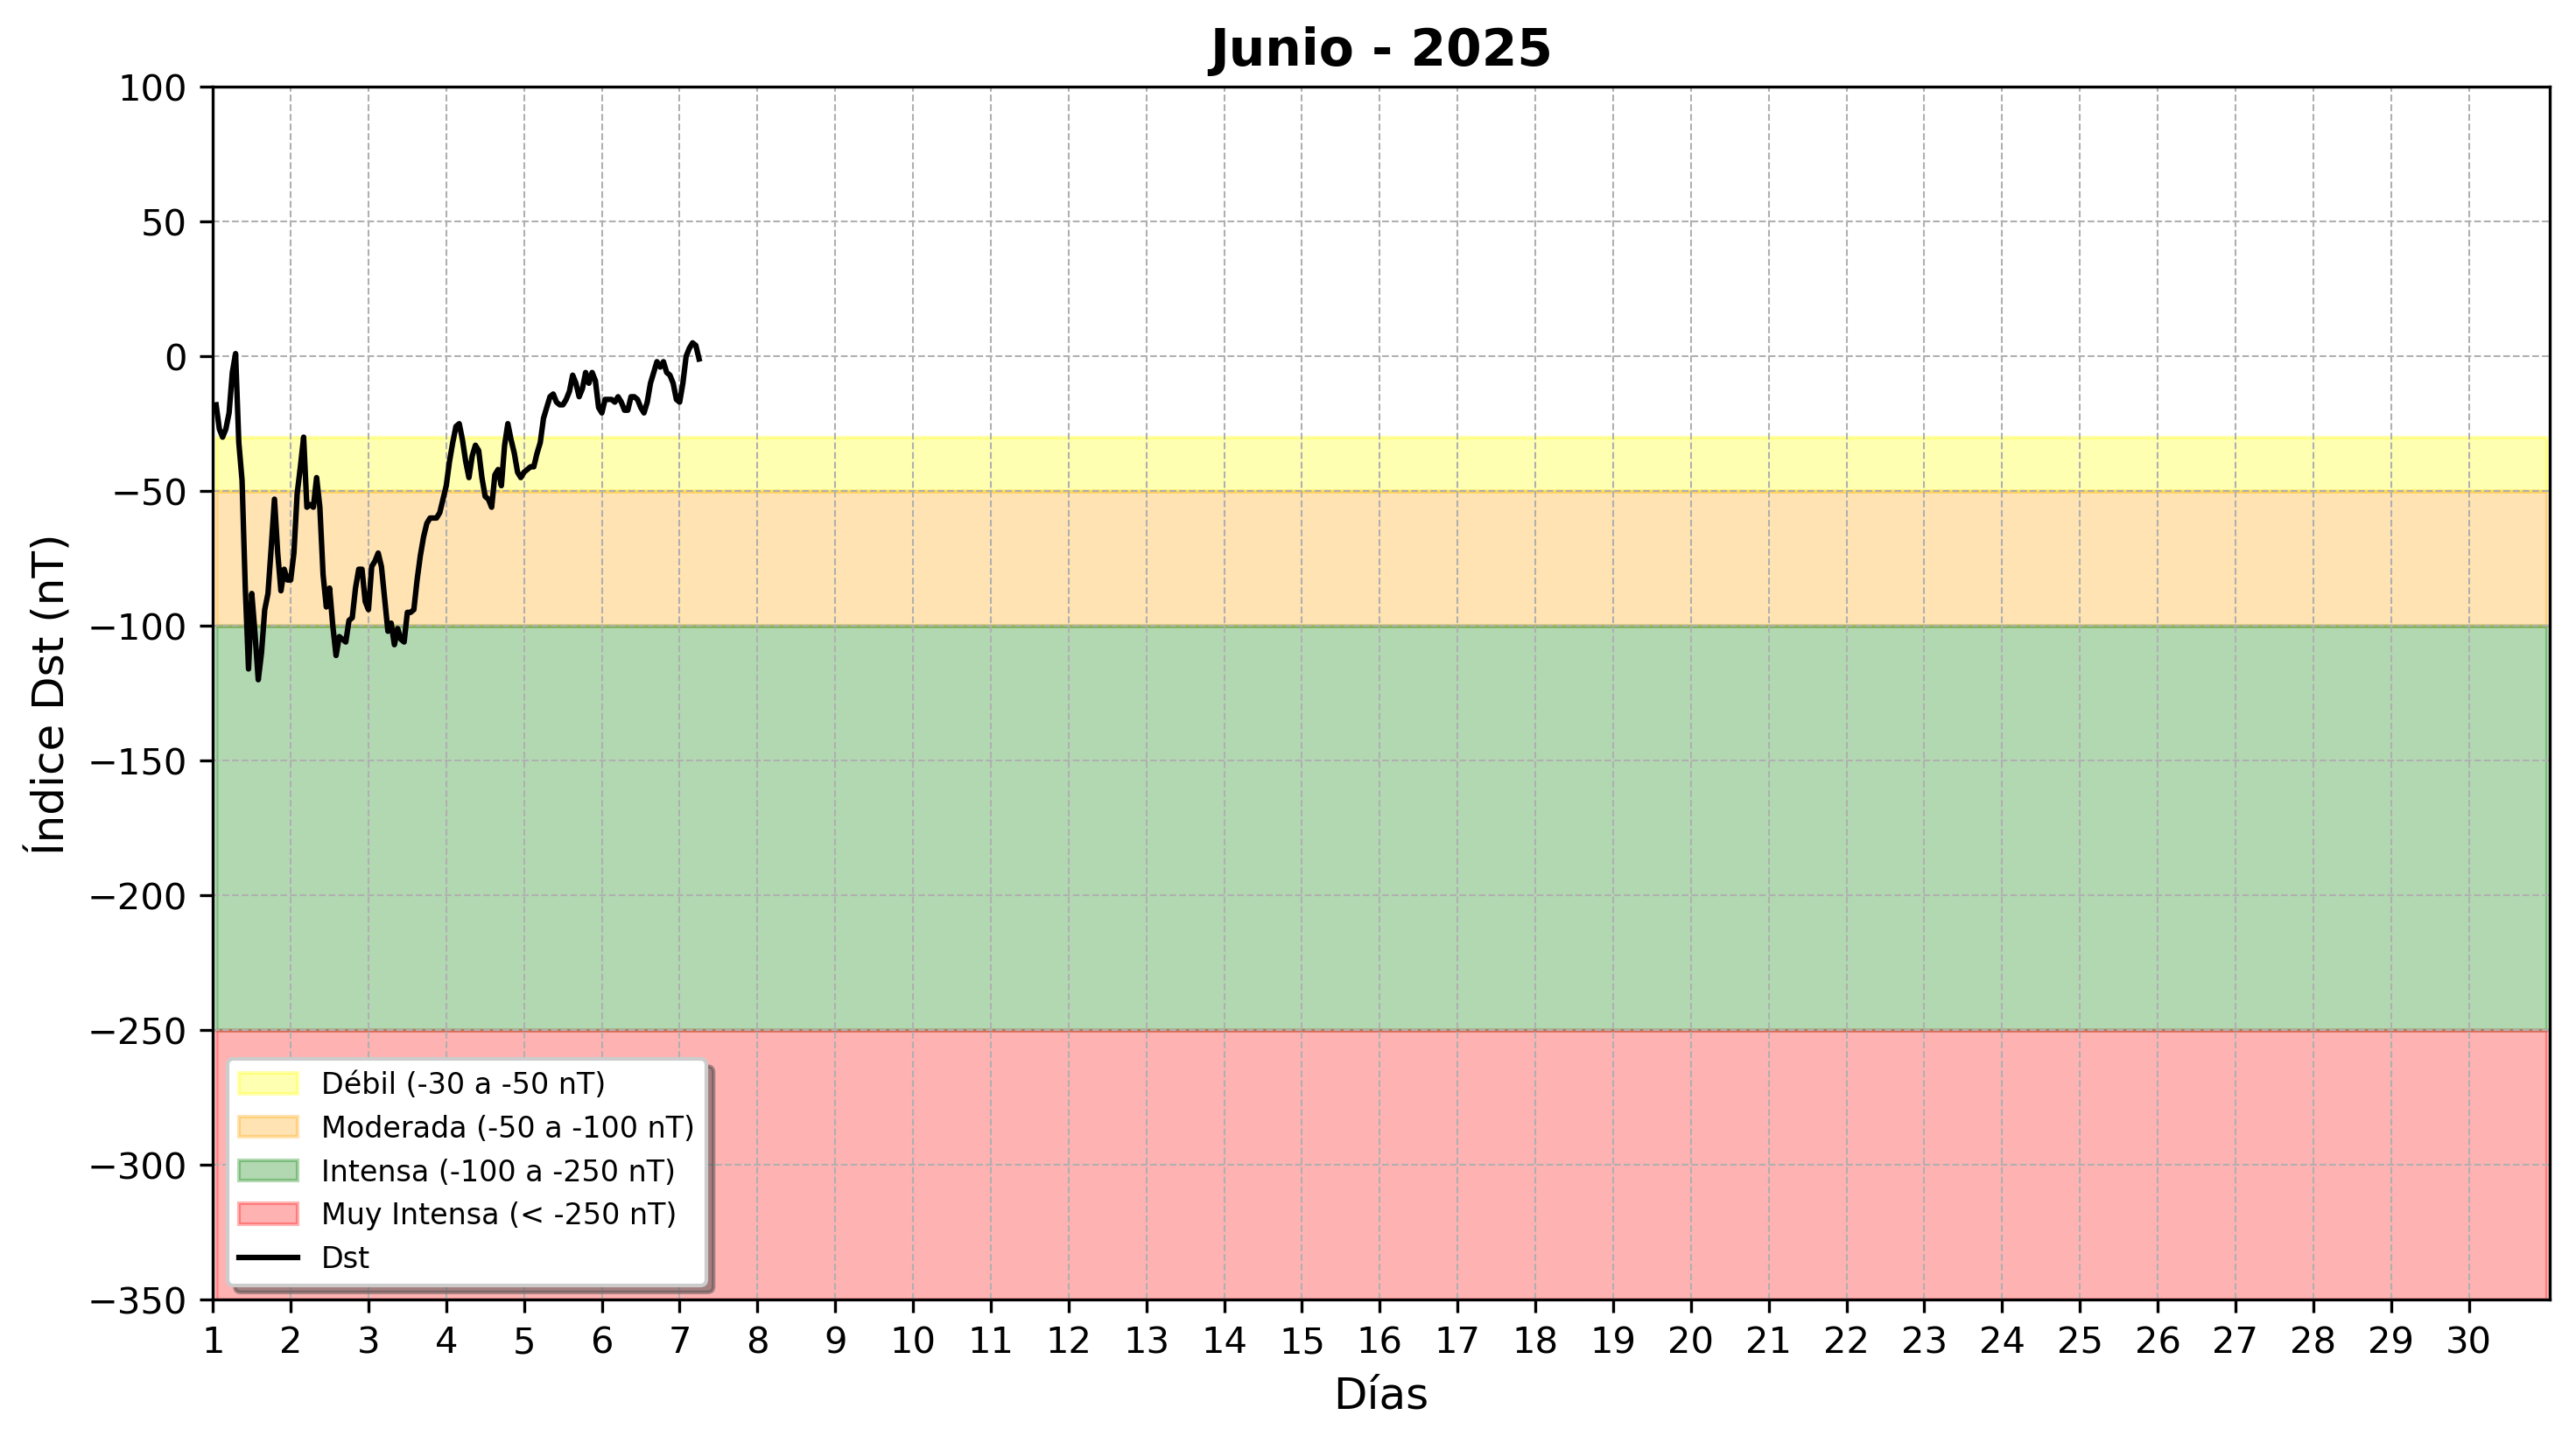 Junio - 2025
100
50
0
−50
−100
−150
−200
−250
−300
−350
Índice Dst (nT)
Débil (-30 a -50 nT)
Moderada (-50 a -100 nT)
Intensa (-100 a -250 nT)
Muy Intensa (< -250 nT)
Dst
1 2 3 4 5 6 7 8 9 10 11 12 13 14 15 16 17 18 19 20 21 22 23 24 25 26 27 28 29 30
Días